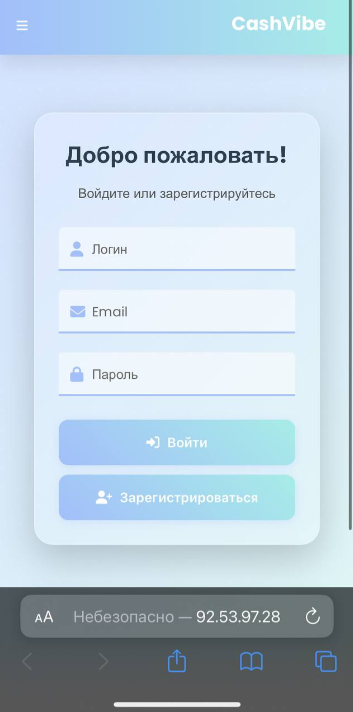 CashVibe
Добро пожаловать!
Войдите или зарегистрируйтесь
Логин
Email
Пароль
Войти
Зарегистрироваться
AA Небезопасно — 92.53.97.28